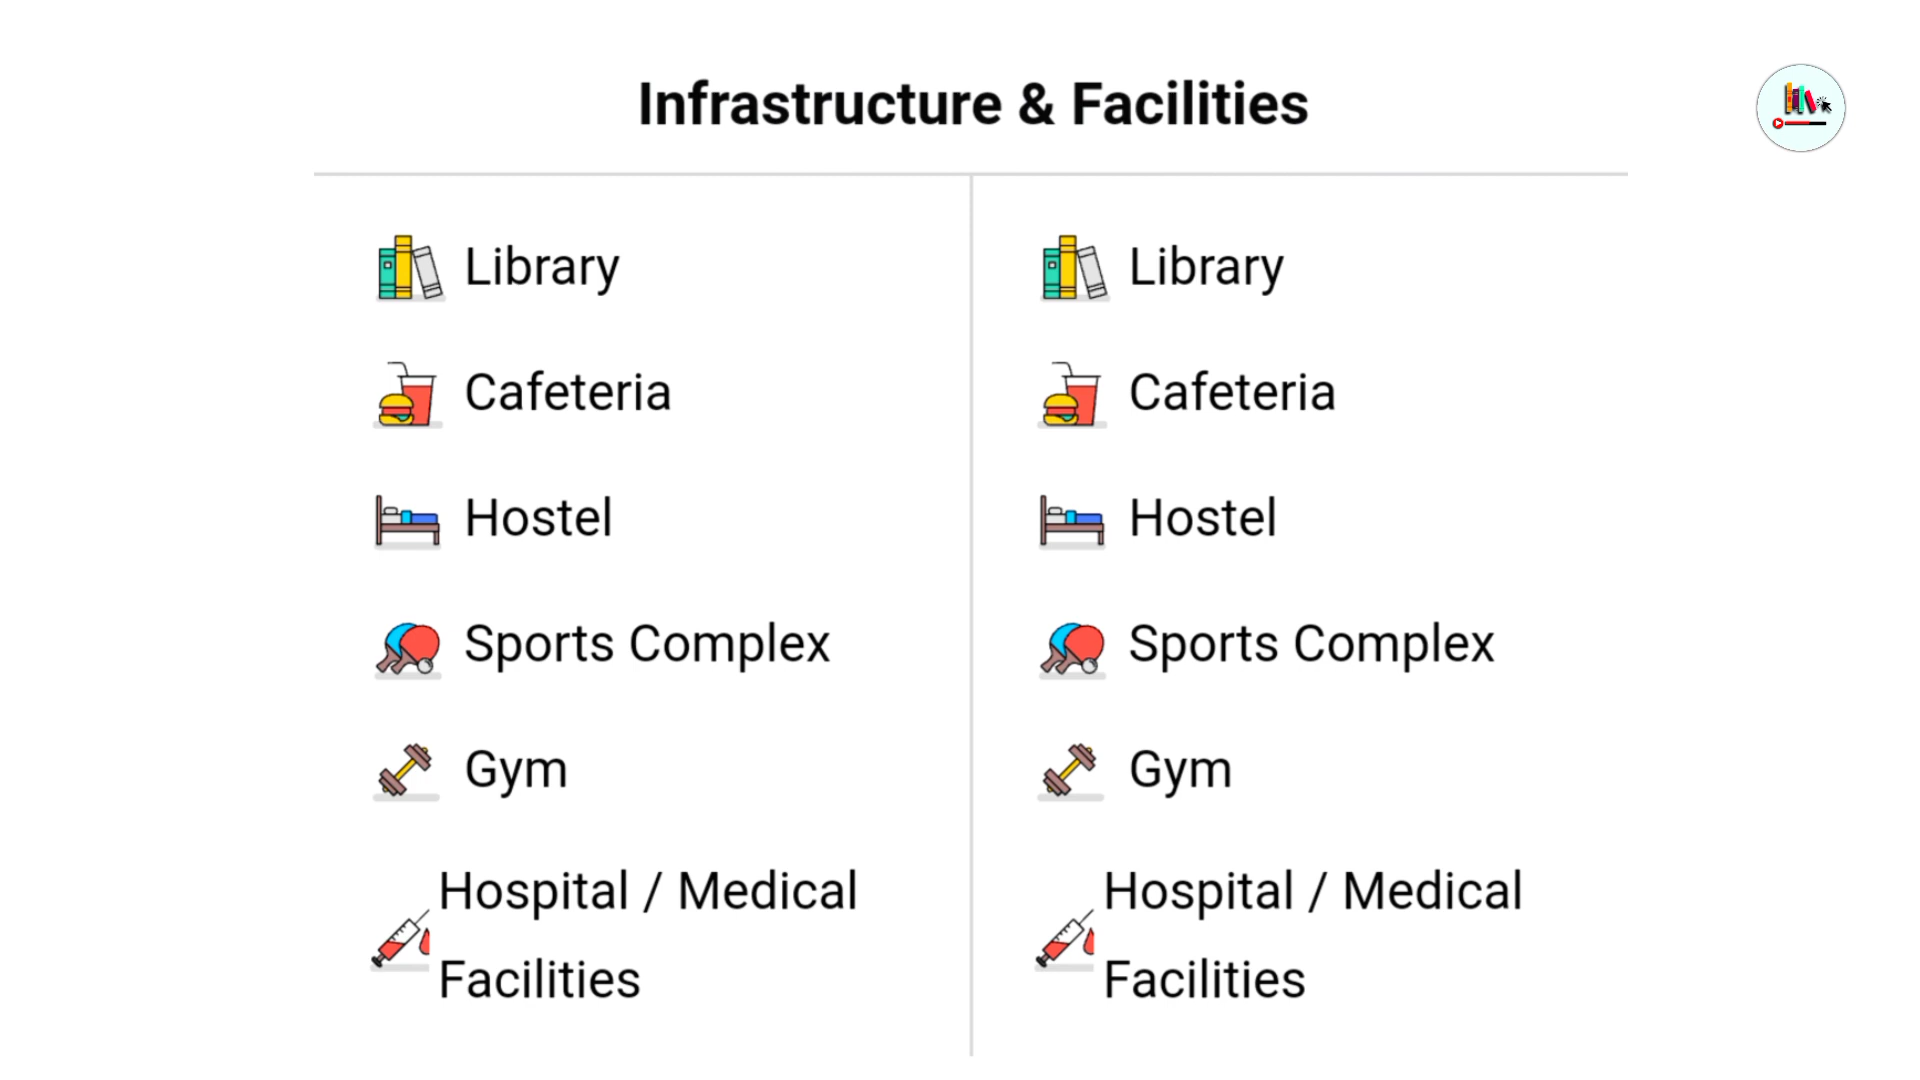 Infrastructure & Facilities
Library
Cafeteria
Hostel
Sports Complex
Gym
Hospital / Medical
Facilities
Library
Cafeteria
Hostel
Sports Complex
Gym
Hospital / Medical
Facilities